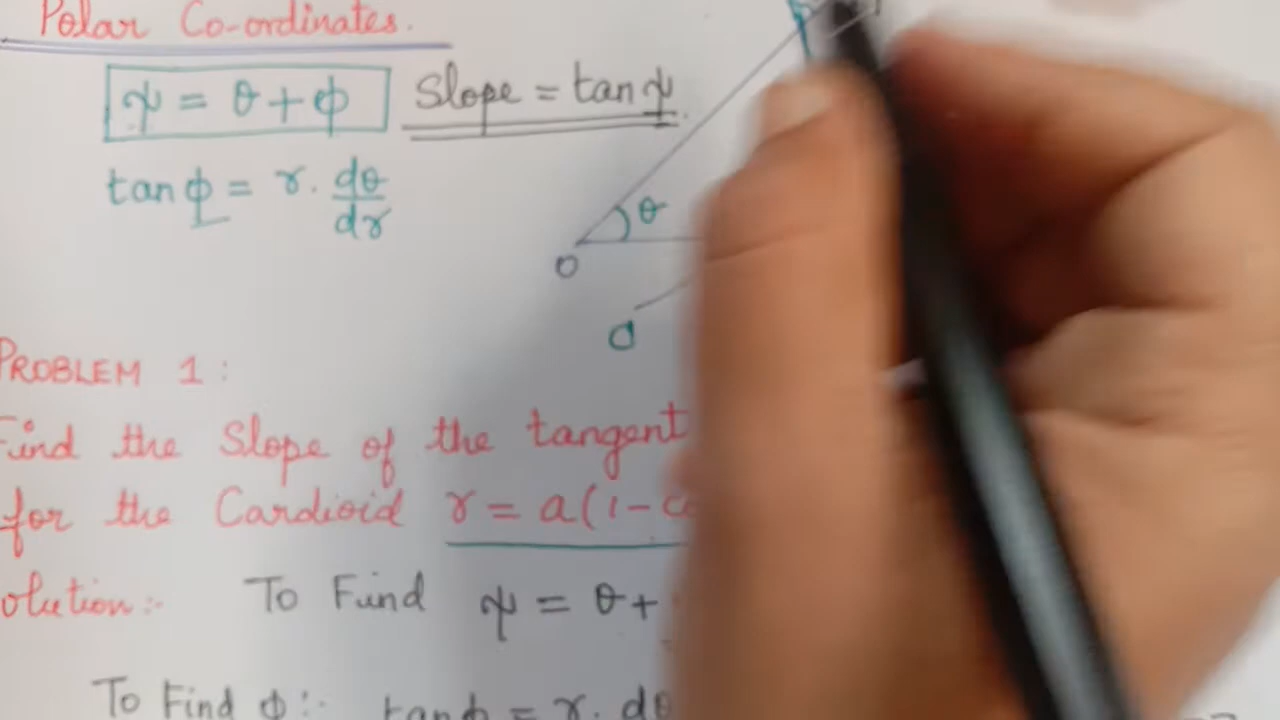 Polar Co-ordinates.
ψ = θ + φ Slope = tan ψ.
tan φ = r. dθ/dr
θ
O
PROBLEM 1 :
Find the Slope of the tangent
for the Cardioid r = a(1 - co
olution:- To Find ψ = θ +
To Find φ :- tan φ = r. dθ